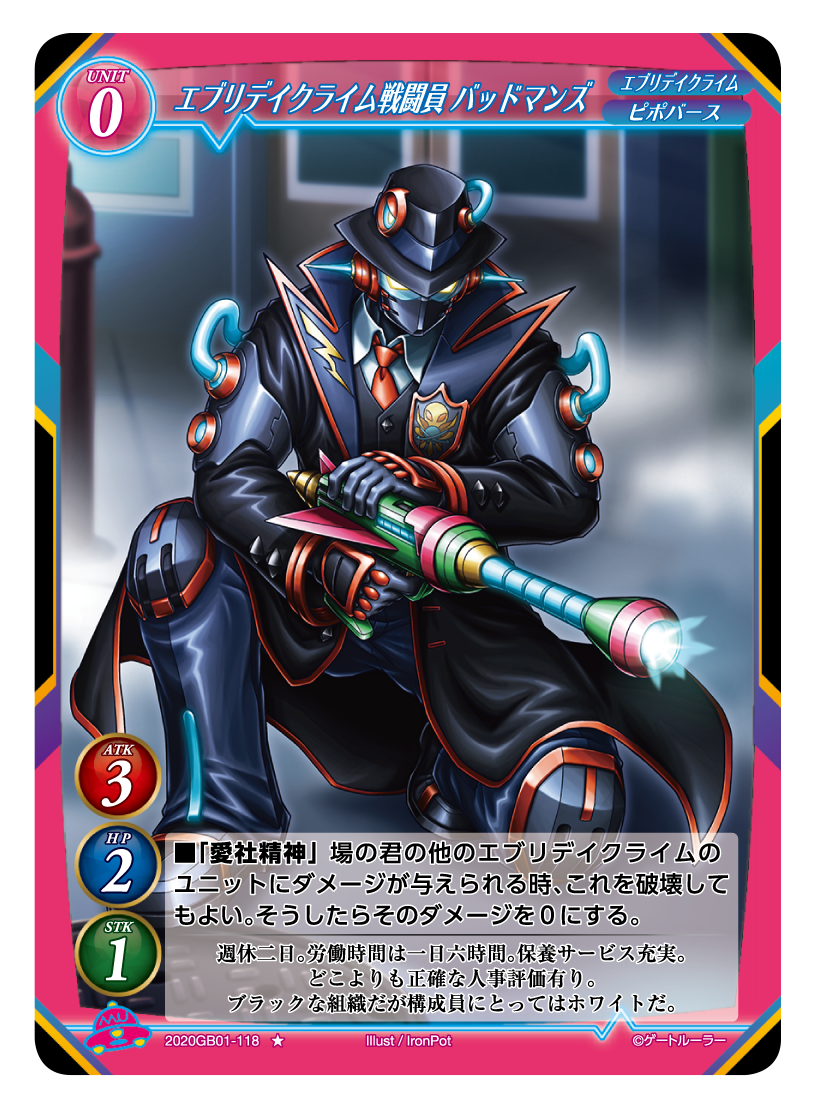 UNIT
0
エブリデイクライム戦闘員 バッドマンズ
エブリデイクライム
ピポバース
ATK
3
HP
2
STK
1
■「愛社精神」場の君の他のエブリデイクライムの
ユニットにダメージが与えられる時、これを破壊して
もよい。そうしたらそのダメージを0にする。
週休二日。労働時間は一日六時間。保養サービス充実。
どこよりも正確な人事評価有り。
ブラックな組織だが構成員にとってはホワイトだ。
MU
2020GB01-118 ★
Illust / IronPot
©ゲートルーラー